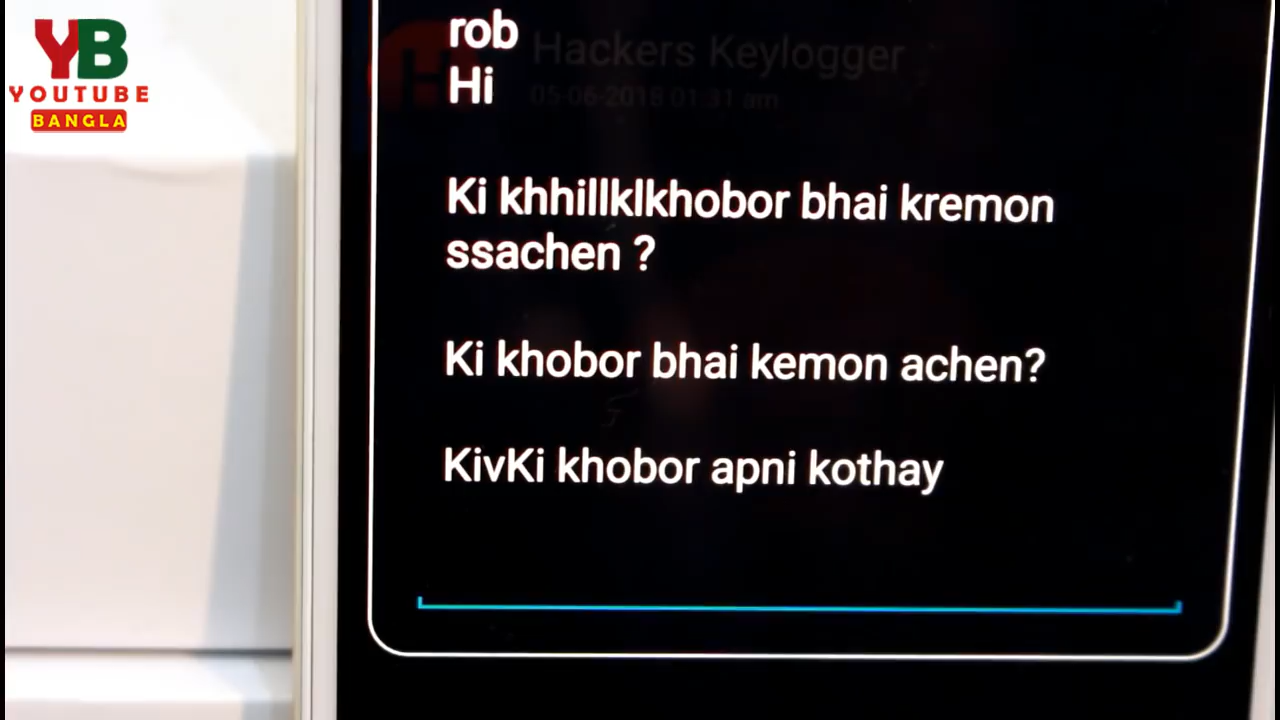 YB
YOUTUBE
BANGLA
rob
Hackers Keylogger
Hi
05-06-2018 01:31 am
Ki khhillklkhobor bhai kremon
ssachen ?
Ki khobor bhai kemon achen?
KivKi khobor apni kothay